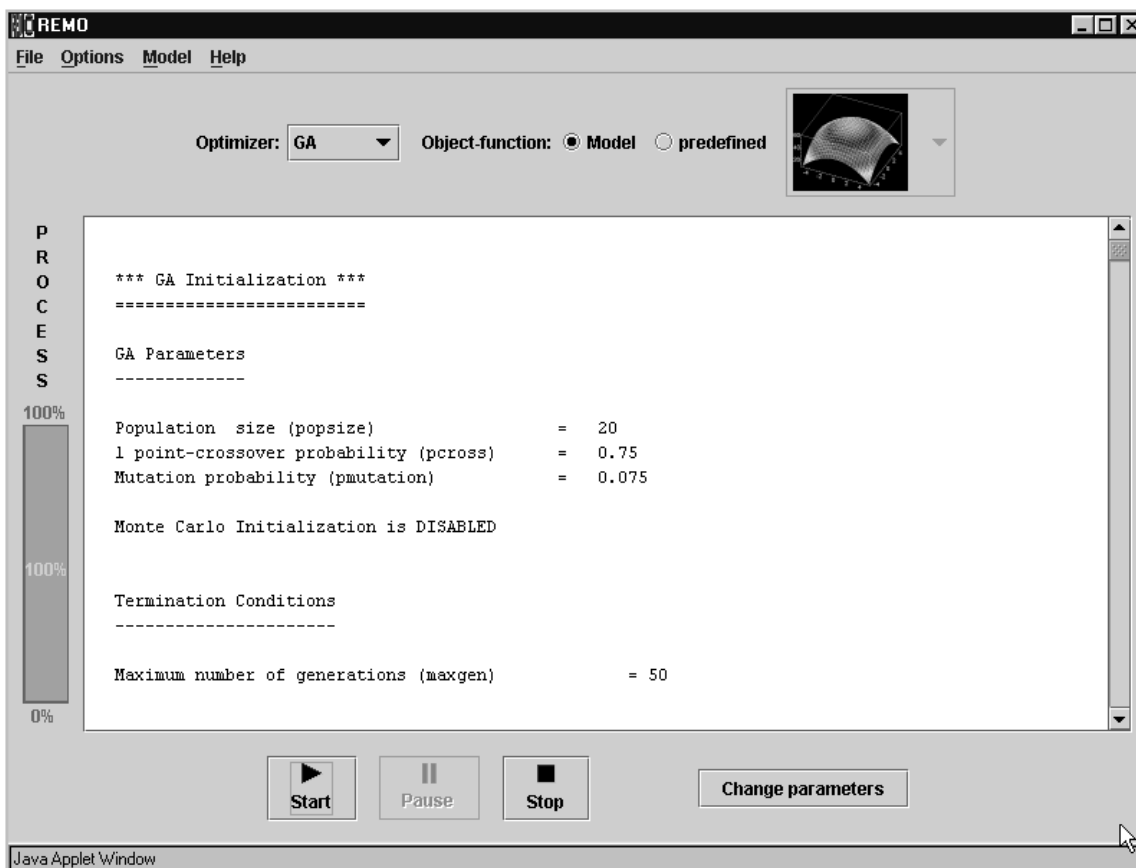 REMO
File Options Model Help
Optimizer: GA Object-function: Model predefined
PROCESS
100%
100%
0%
*** GA Initialization ***
=========================
GA Parameters
-------------
Population size (popsize) = 20
1 point-crossover probability (pcross) = 0.75
Mutation probability (pmutation) = 0.075
Monte Carlo Initialization is DISABLED
Termination Conditions
----------------------
Maximum number of generations (maxgen) = 50
Start Pause Stop Change parameters
Java Applet Window